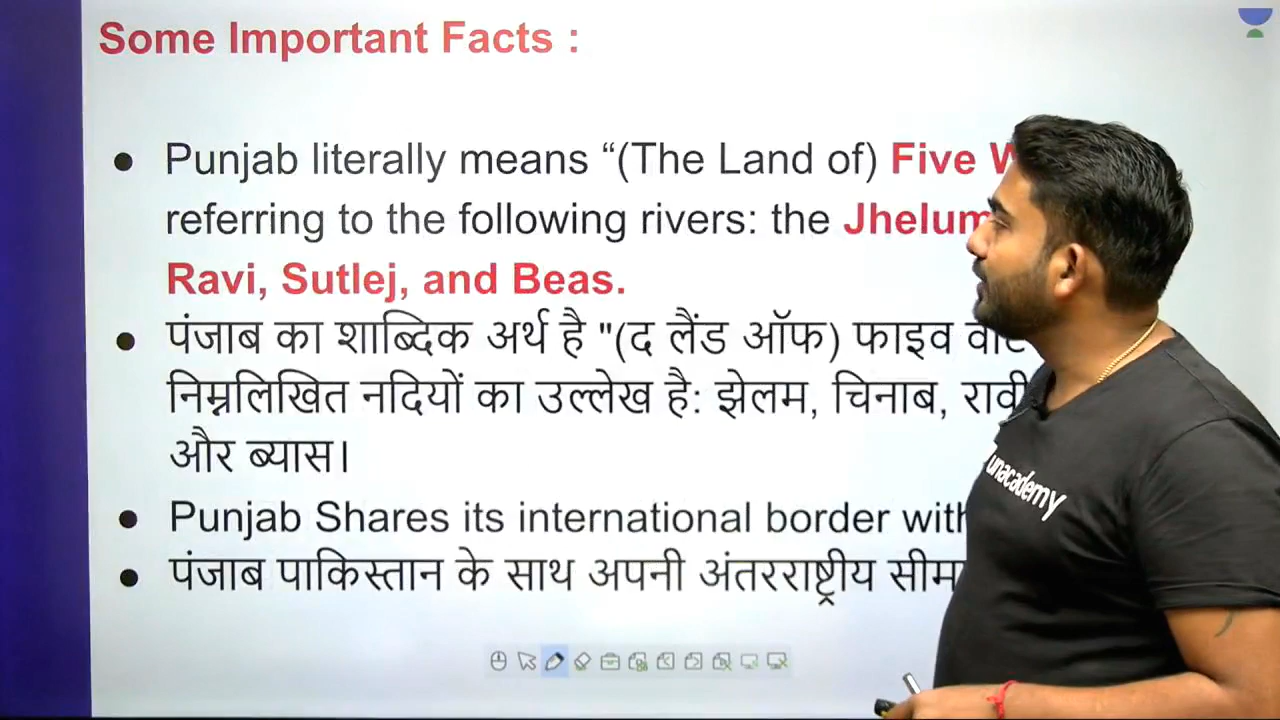 Some Important Facts :
Punjab literally means “(The Land of) Five
referring to the following rivers: the Jhelum
Ravi, Sutlej, and Beas.
पंजाब का शाब्दिक अर्थ है "(द लैंड ऑफ) फाइव
निम्नलिखित नदियों का उल्लेख है: झेलम, चिनाब, रावी
और ब्यास।
Punjab Shares its international border with
पंजाब पाकिस्तान के साथ अपनी अंतरराष्ट्रीय
unacademy